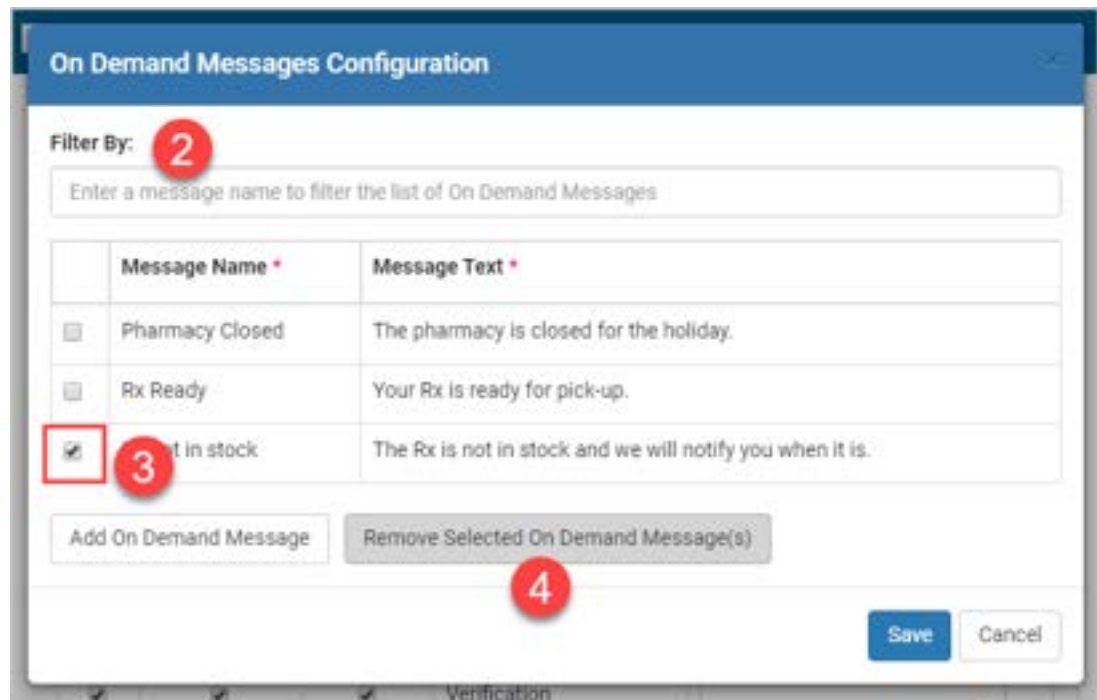 On Demand Messages Configuration
Filter By: 2
Enter a message name to filter the list of On Demand Messages
Message Name * Message Text *
Pharmacy Closed The pharmacy is closed for the holiday.
Rx Ready Your Rx is ready for pick-up.
3 in stock The Rx is not in stock and we will notify you when it is.
Add On Demand Message Remove Selected On Demand Message(s)
4
Save Cancel
Verification